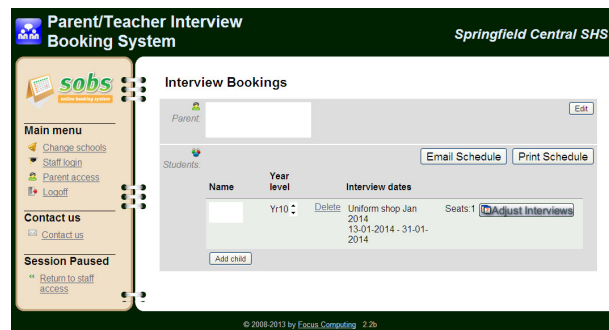 Parent/Teacher Interview
Booking System
Springfield Central SHS
sobs
online booking system
Main menu
Change schools
Staff login
Parent access
Logoff
Contact us
Contact us
Session Paused
Return to staff
access
Interview Bookings
Parent:
Edit
Students:
Email Schedule Print Schedule
Name Year level Interview dates
Yr10 Delete Uniform shop Jan Seats:1 Adjust Interviews
2014
13-01-2014 - 31-01-
2014
Add child
© 2008-2013 by Focus Computing 2.2b